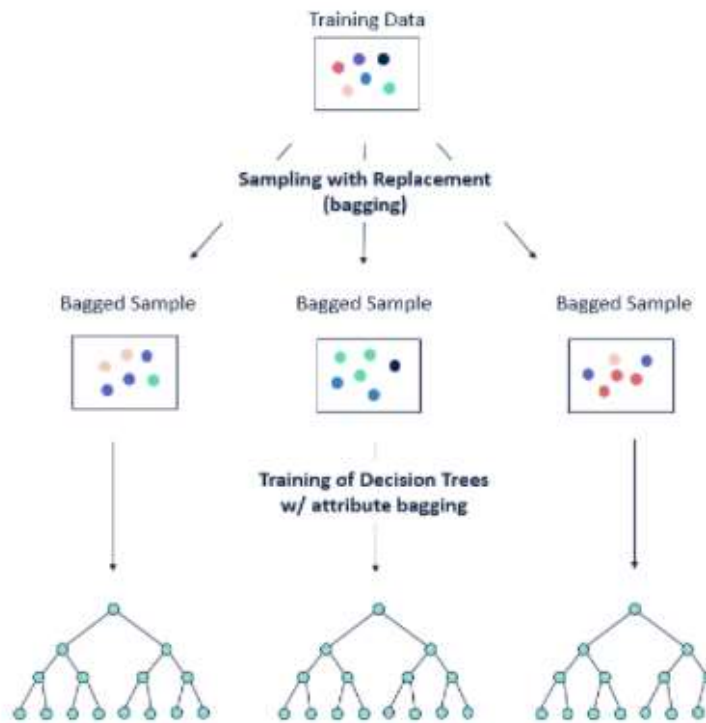 Training Data
Sampling with Replacement
(bagging)
Bagged Sample
Bagged Sample
Bagged Sample
Training of Decision Trees
w/ attribute bagging